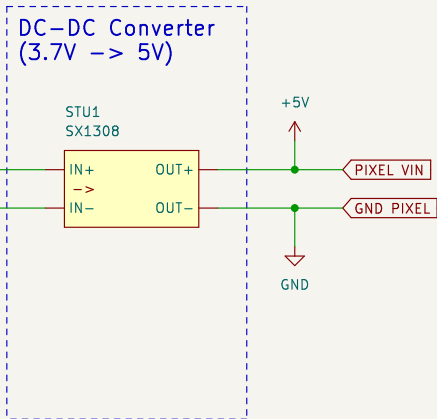 DC-DC Converter
(3.7V -> 5V)
STU1
SX1308
+5V
IN+ OUT+
->
IN- OUT-
PIXEL VIN
GND PIXEL
GND